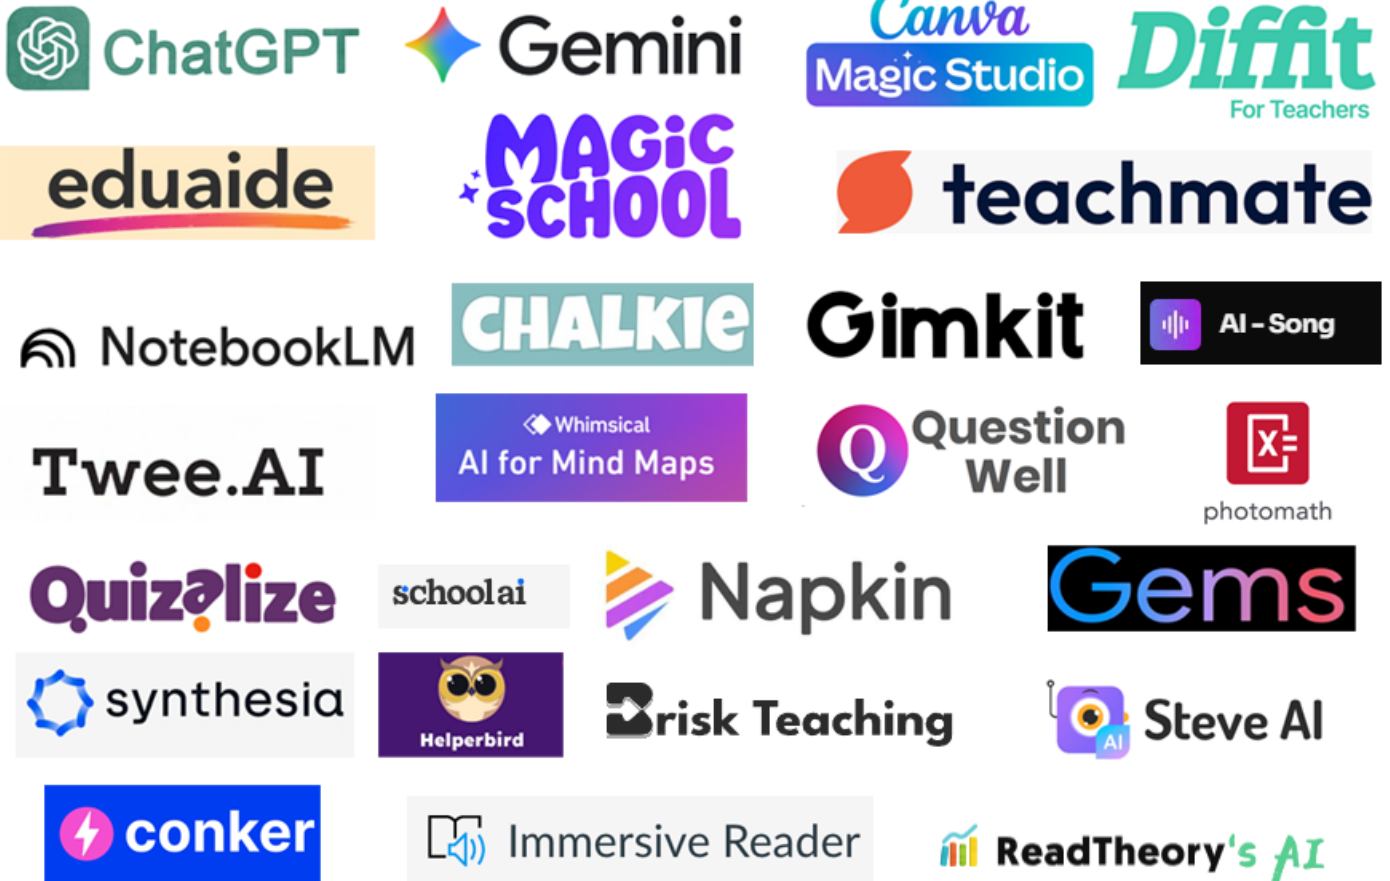 ChatGPT
Gemini
Canva
Magic Studio
Diffit
For Teachers
eduaide
MAGiC
SCHOOL
teachmate
NotebookLM
CHALKIe
Gimkit
AI - Song
Twee.AI
Whimsical
AI for Mind Maps
Q
Question
Well
X
photomath
Quizalize
schoolai
Napkin
Gems
synthesia
Helperbird
Brisk Teaching
AI
Steve AI
conker
Immersive Reader
ReadTheory's AI